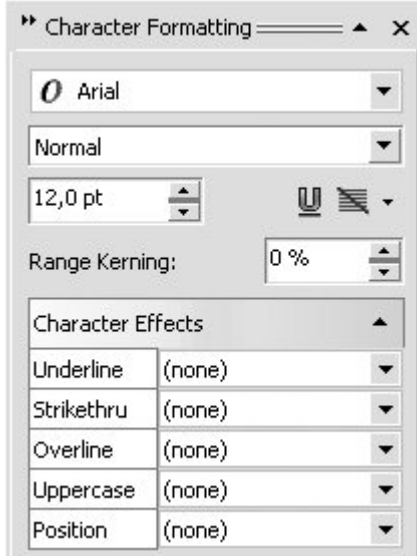 Character Formatting
O Arial
Normal
12,0 pt U
Range Kerning: 0 %
Character Effects
Underline (none)
Strikethru (none)
Overline (none)
Uppercase (none)
Position (none)